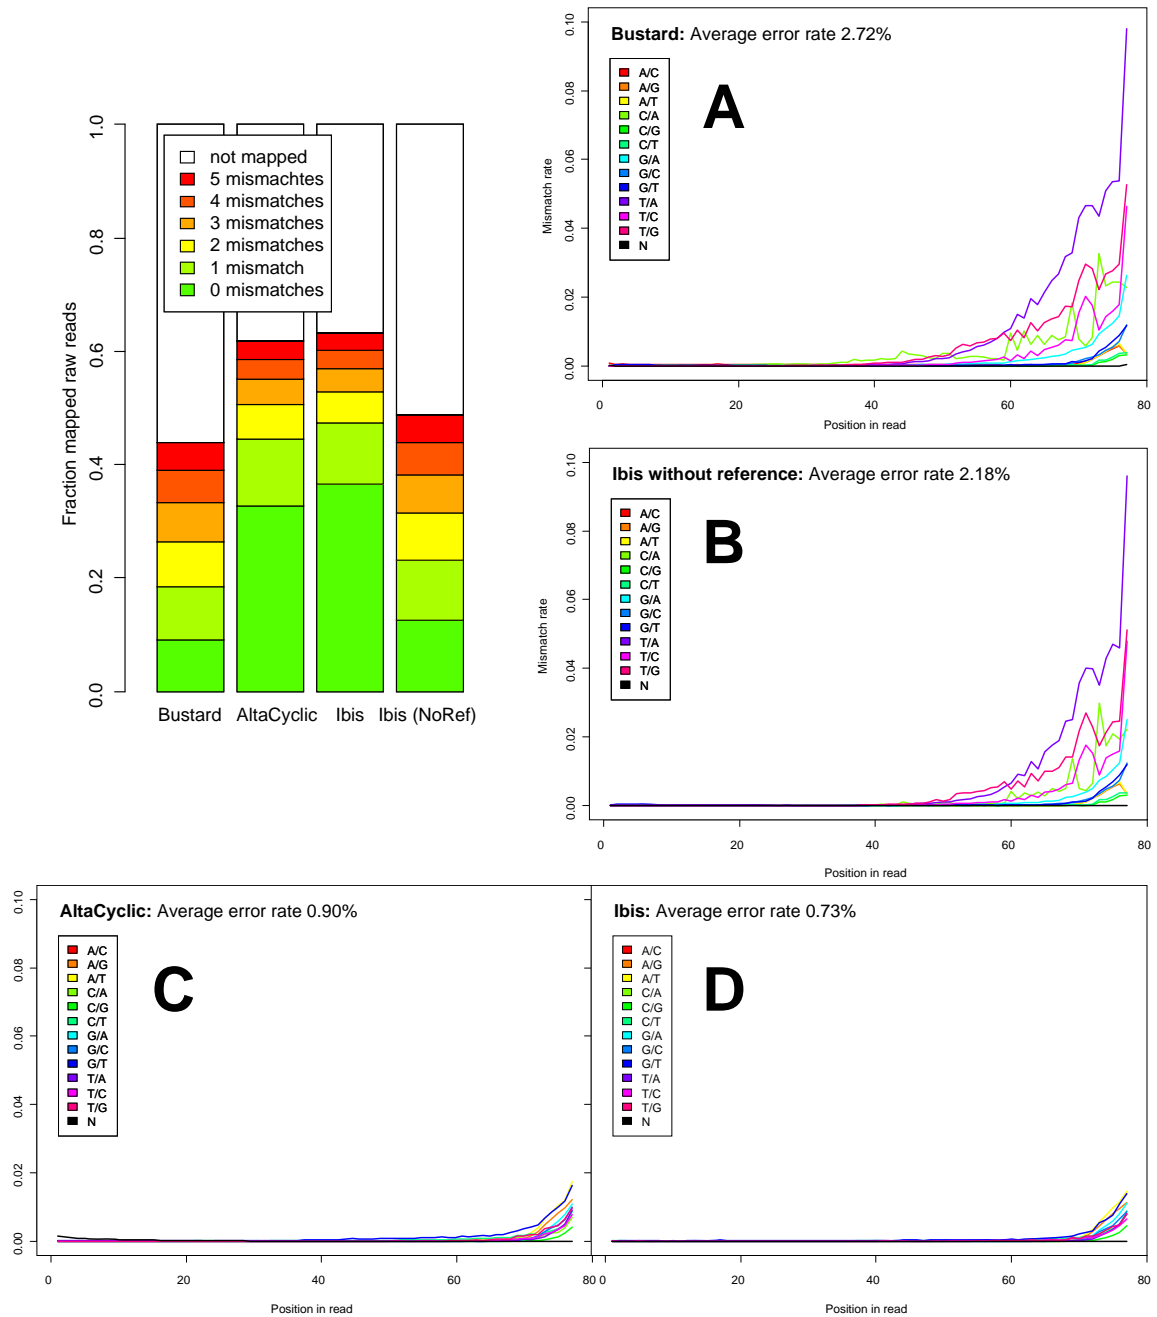 Fraction mapped raw reads
1.0
0.8
0.6
0.4
0.2
0.0
not mapped
5 mismachtes
4 mismatches
3 mismatches
2 mismatches
1 mismatch
0 mismatches
Bustard
AltaCyclic
Ibis
Ibis (NoRef)
Bustard: Average error rate 2.72%
A
A/C
A/G
A/T
C/A
C/G
C/T
G/A
G/C
G/T
T/A
T/C
T/G
N
Mismatch rate
0.10
0.08
0.06
0.04
0.02
0.00
0
20
40
60
80
Position in read
Ibis without reference: Average error rate 2.18%
B
A/C
A/G
A/T
C/A
C/G
C/T
G/A
G/C
G/T
T/A
T/C
T/G
N
Mismatch rate
0.10
0.08
0.06
0.04
0.02
0.00
0
20
40
60
80
Position in read
AltaCyclic: Average error rate 0.90%
C
A/C
A/G
A/T
C/A
C/G
C/T
G/A
G/C
G/T
T/A
T/C
T/G
N
0.10
0.08
0.06
0.04
0.02
0.00
0
20
40
60
80
Position in read
Ibis: Average error rate 0.73%
D
A/C
A/G
A/T
C/A
C/G
C/T
G/A
G/C
G/T
T/A
T/C
T/G
N
0
20
40
60
80
Position in read